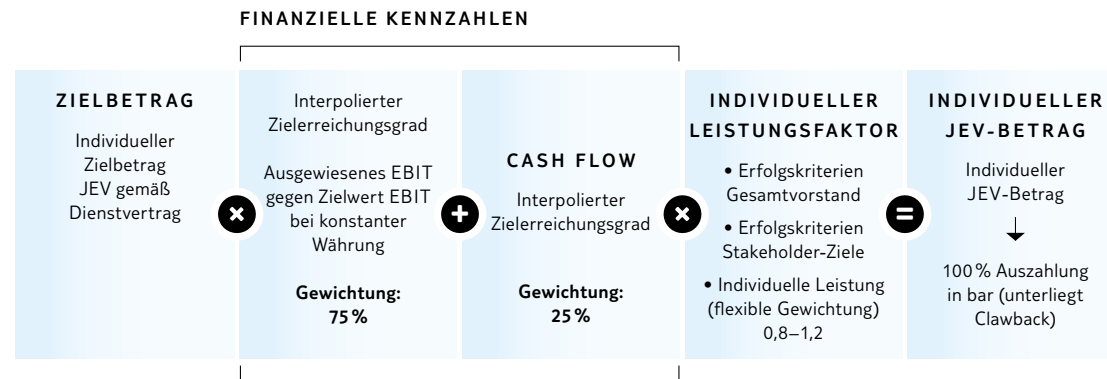 FINANZIELLE KENNZAHLEN
ZIELBETRAG
Individueller
Zielbetrag
JEV gemäß
Dienstvertrag
×
Interpolierter
Zielerreichungsgrad
Ausgewiesenes EBIT
gegen Zielwert EBIT
bei konstanter
Währung
Gewichtung:
75 %
+
CASH FLOW
Interpolierter
Zielerreichungsgrad
Gewichtung:
25 %
×
INDIVIDUELLER
LEISTUNGSFAKTOR
• Erfolgskriterien
Gesamtvorstand
• Erfolgskriterien
Stakeholder-Ziele
• Individuelle Leistung
(flexible Gewichtung)
0,8–1,2
=
INDIVIDUELLER
JEV-BETRAG
Individueller
JEV-Betrag
100 % Auszahlung
in bar (unterliegt
Clawback)